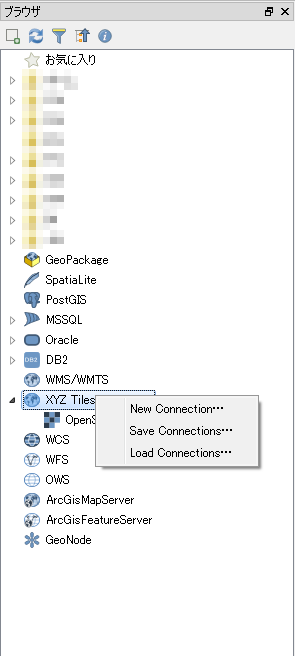 ブラウザ
お気に入り
GeoPackage
SpatiaLite
PostGIS
MSSQL
Oracle
DB2 DB2
WMS/WMTS
XYZ Tiles
New Connection…
OpenS
Save Connections…
WCS
Load Connections…
WFS
OWS
ArcGisMapServer
ArcGisFeatureServer
GeoNode